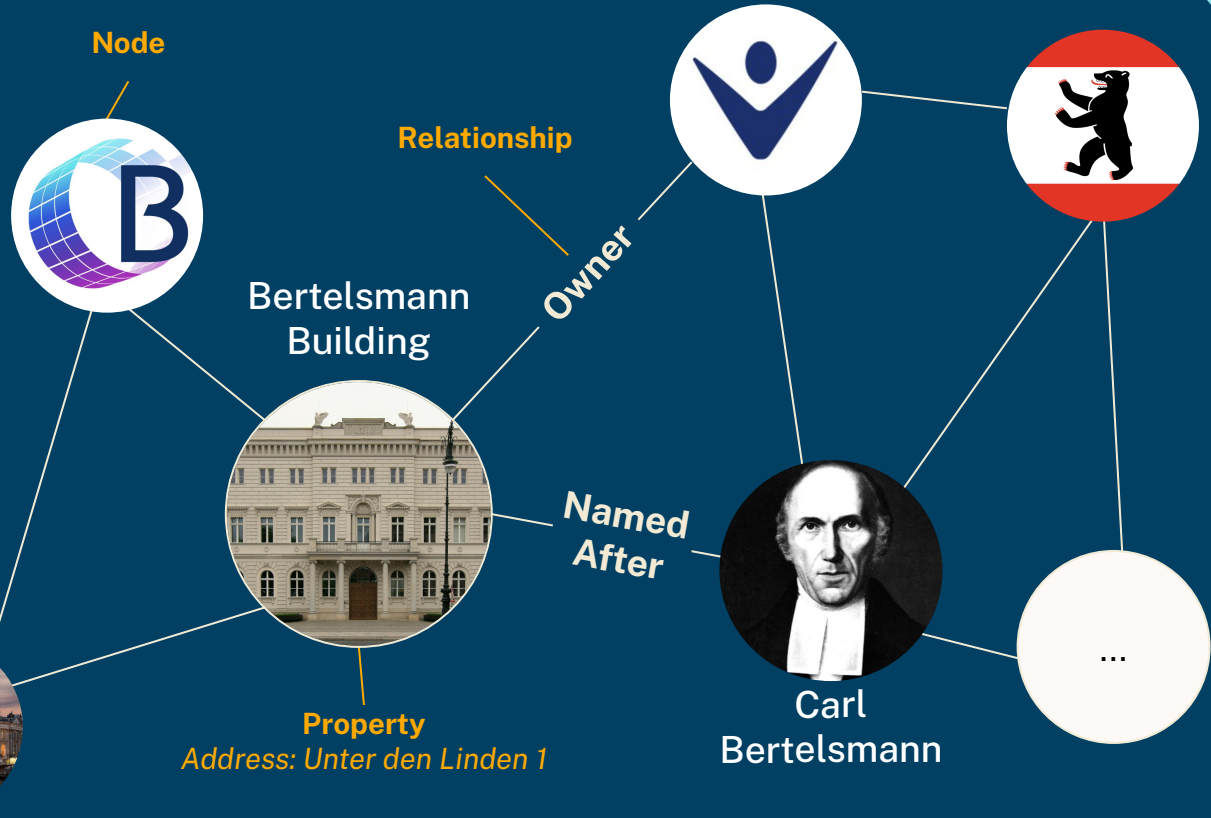 Node
Relationship
B
Owner
Bertelsmann
Building
Named
After
...
Property
Address: Unter den Linden 1
Carl
Bertelsmann